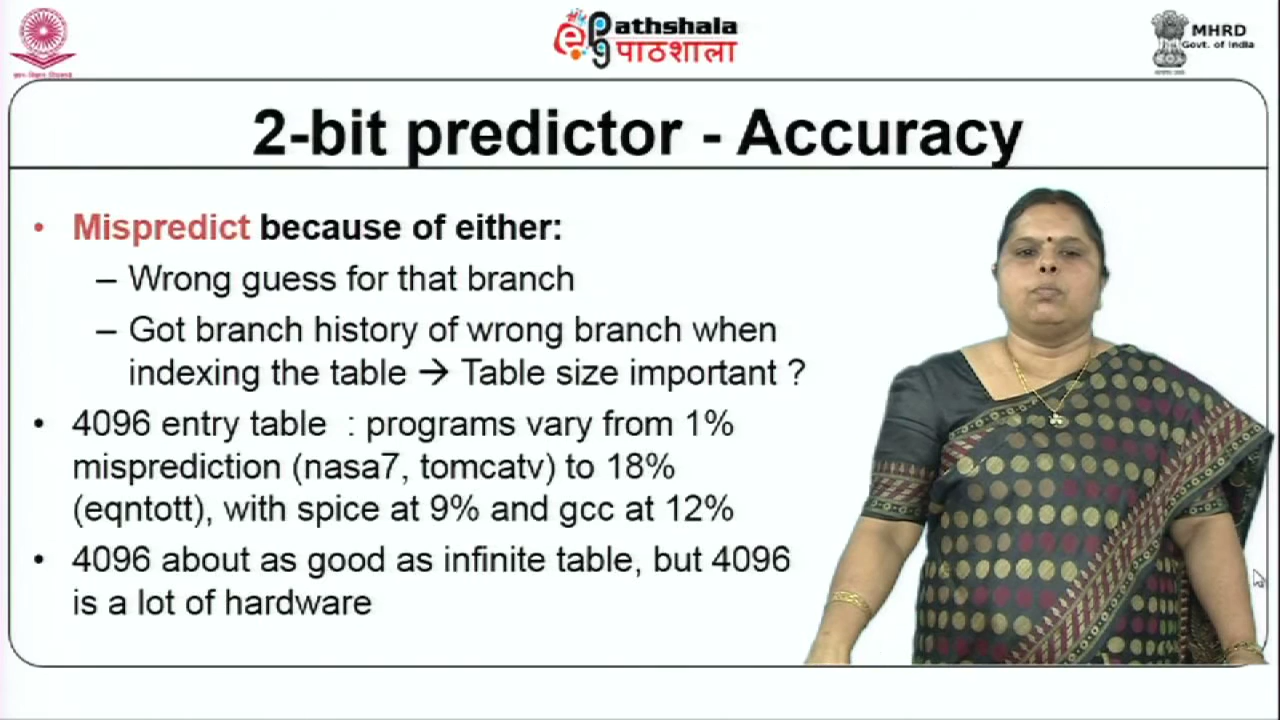 ePathshala
पाठशाला
MHRD
Govt. of India
2-bit predictor - Accuracy
• Mispredict because of either:
– Wrong guess for that branch
– Got branch history of wrong branch when
indexing the table → Table size important ?
• 4096 entry table : programs vary from 1%
misprediction (nasa7, tomcatv) to 18%
(eqntott), with spice at 9% and gcc at 12%
• 4096 about as good as infinite table, but 4096
is a lot of hardware